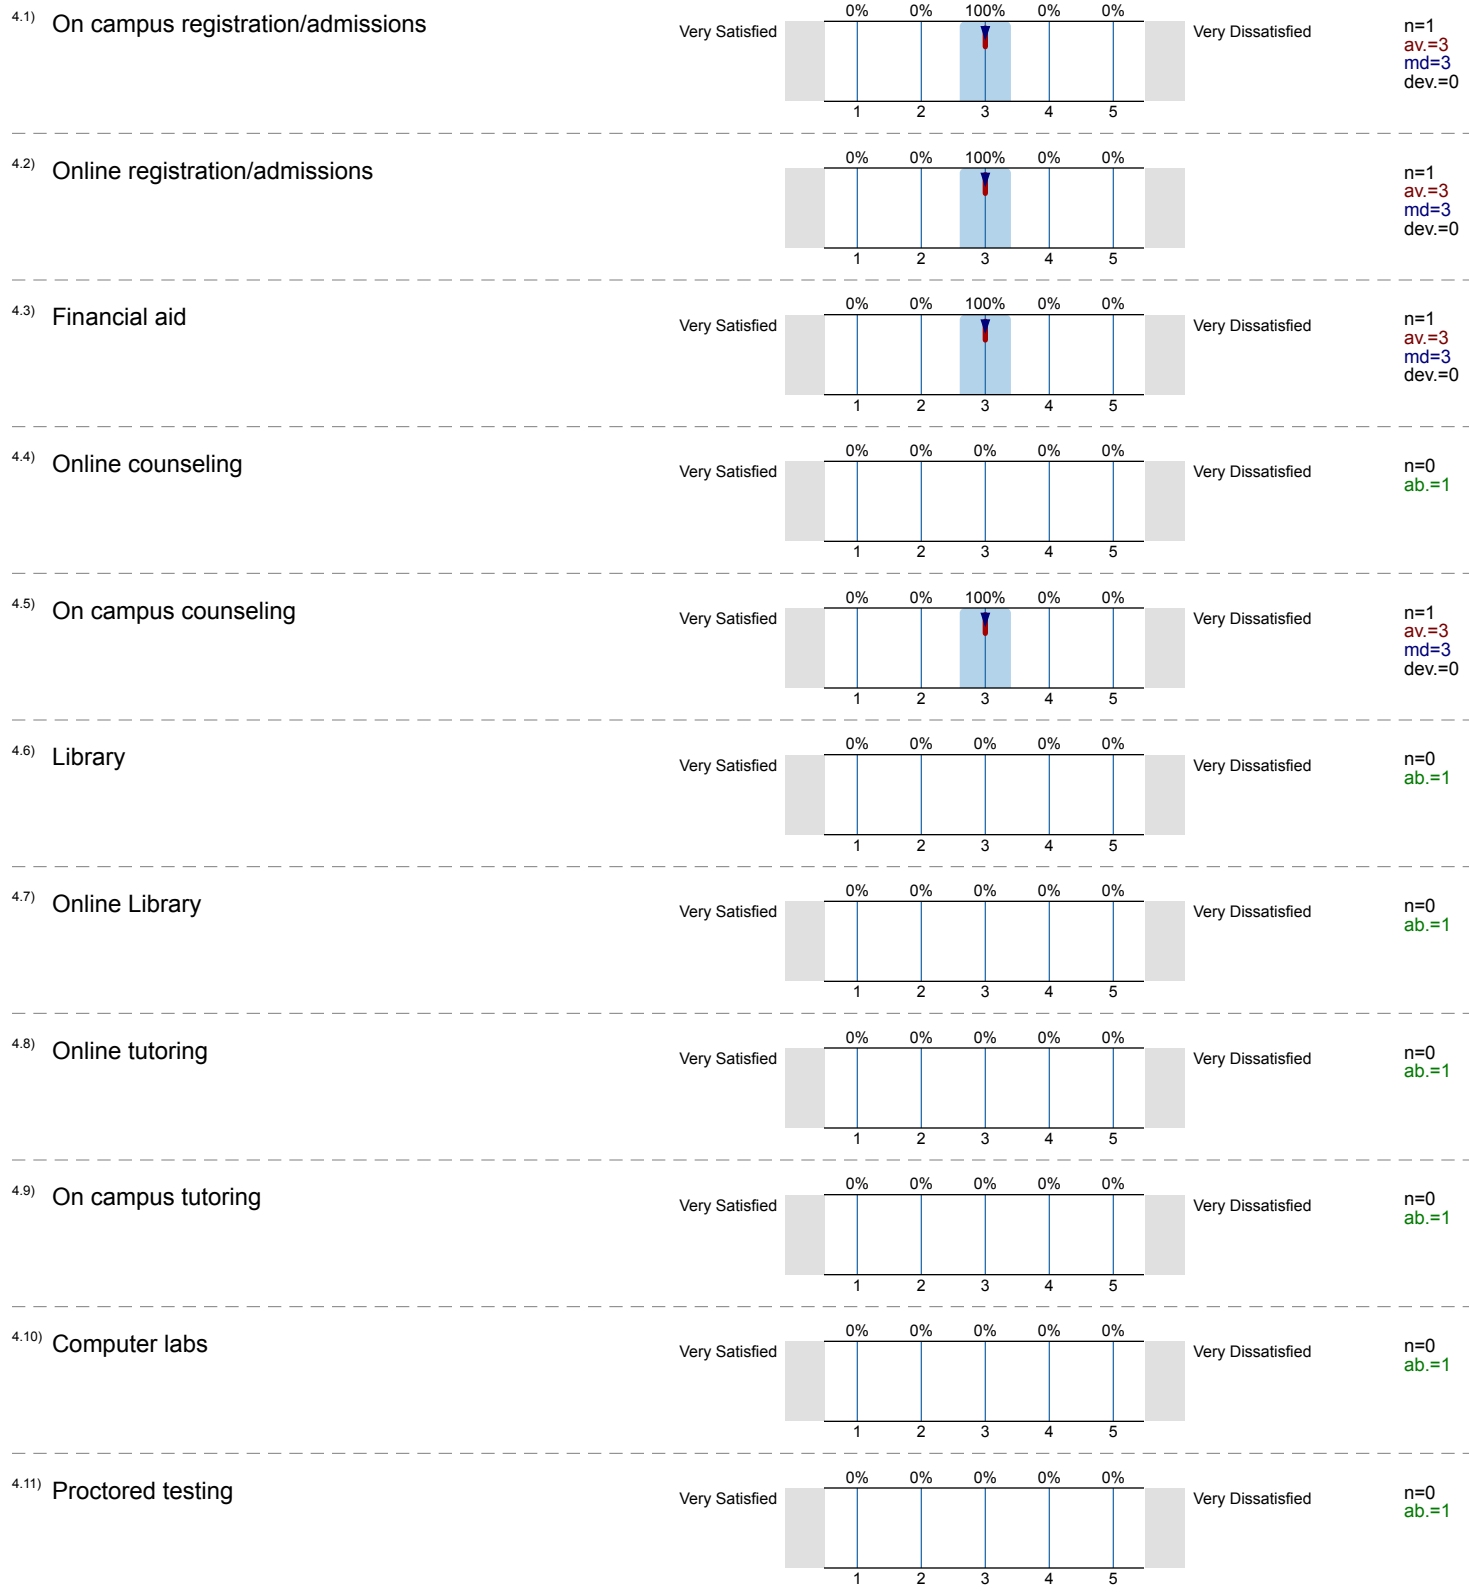 4.1) On campus registration/admissions
0% 0% 100% 0% 0%
Very Satisfied Very Dissatisfied
1 2 3 4 5
n=1
av.=3
md=3
dev.=0
4.2) Online registration/admissions
0% 0% 100% 0% 0%
1 2 3 4 5
n=1
av.=3
md=3
dev.=0
4.3) Financial aid
0% 0% 100% 0% 0%
Very Satisfied Very Dissatisfied
1 2 3 4 5
n=1
av.=3
md=3
dev.=0
4.4) Online counseling
0% 0% 0% 0% 0%
Very Satisfied Very Dissatisfied
1 2 3 4 5
n=0
ab.=1
4.5) On campus counseling
0% 0% 100% 0% 0%
Very Satisfied Very Dissatisfied
1 2 3 4 5
n=1
av.=3
md=3
dev.=0
4.6) Library
0% 0% 0% 0% 0%
Very Satisfied Very Dissatisfied
1 2 3 4 5
n=0
ab.=1
4.7) Online Library
0% 0% 0% 0% 0%
Very Satisfied Very Dissatisfied
1 2 3 4 5
n=0
ab.=1
4.8) Online tutoring
0% 0% 0% 0% 0%
Very Satisfied Very Dissatisfied
1 2 3 4 5
n=0
ab.=1
4.9) On campus tutoring
0% 0% 0% 0% 0%
Very Satisfied Very Dissatisfied
1 2 3 4 5
n=0
ab.=1
4.10) Computer labs
0% 0% 0% 0% 0%
Very Satisfied Very Dissatisfied
1 2 3 4 5
n=0
ab.=1
4.11) Proctored testing
0% 0% 0% 0% 0%
Very Satisfied Very Dissatisfied
1 2 3 4 5
n=0
ab.=1